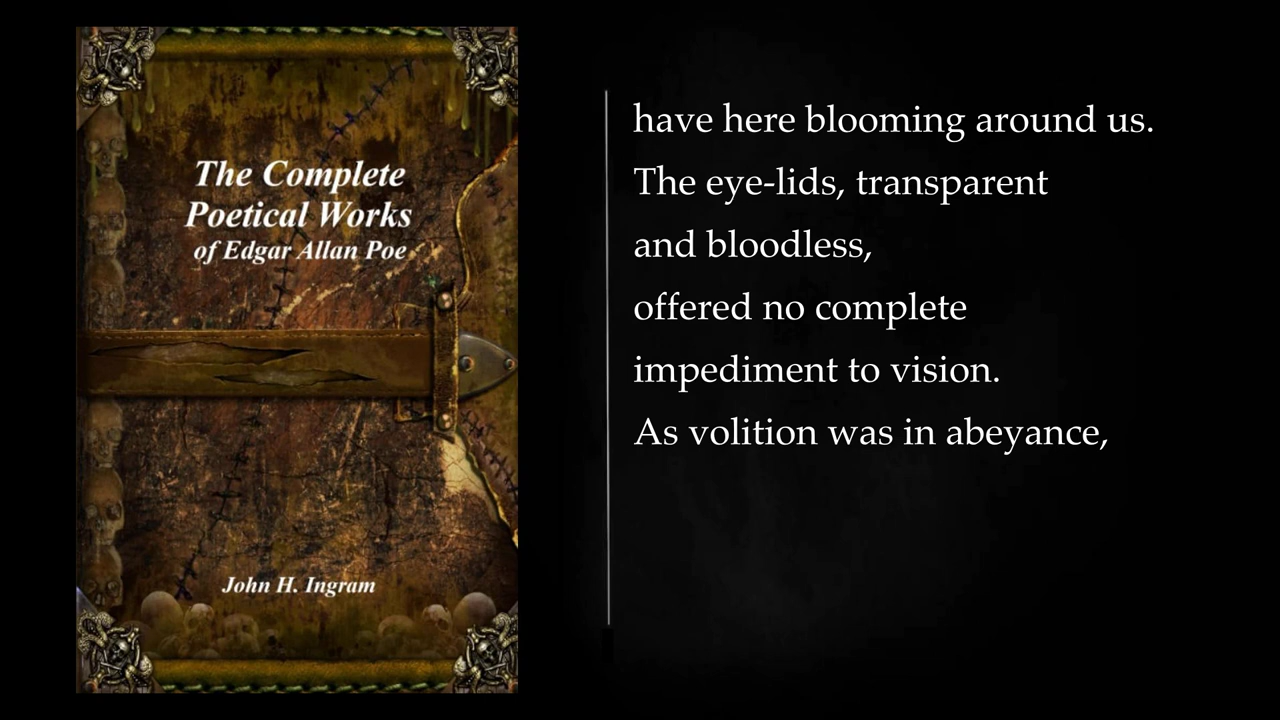 The Complete
Poetical Works
of Edgar Allan Poe
John H. Ingram
have here blooming around us.
The eye-lids, transparent
and bloodless,
offered no complete
impediment to vision.
As volition was in abeyance,